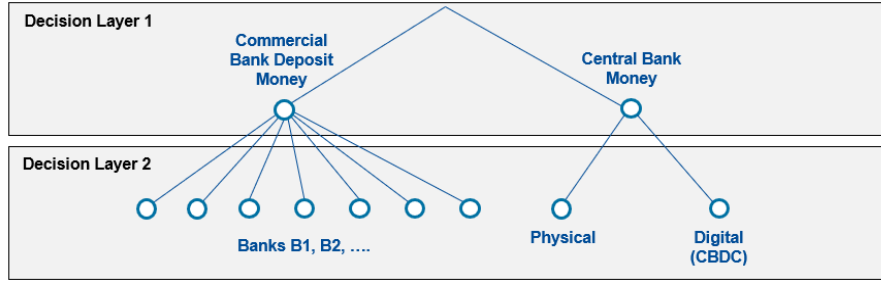 Decision Layer 1
Commercial
Bank Deposit
Money
Central Bank
Money
Decision Layer 2
Banks B1, B2, ….
Physical
Digital
(CBDC)